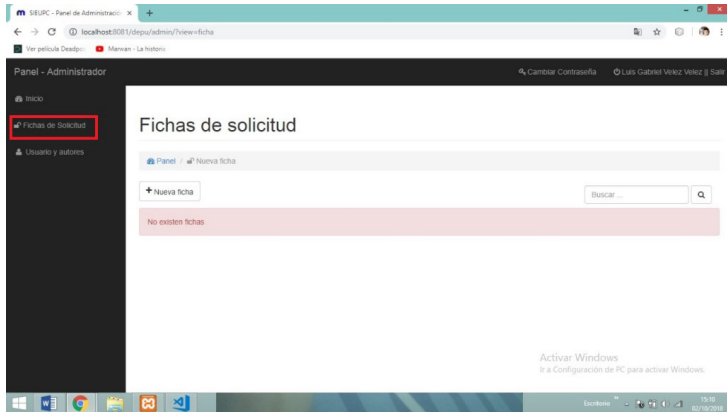 SIEUPC - Panel de Administració
localhost:8081/depu/admin/?view=ficha
Ver película Deadp
Marwan - La historia
Panel - Administrador
Cambiar Contraseña
Luis Gabriel Velez Velez || Salir
Inicio
Fichas de Solicitud
Usuario y autores
Fichas de solicitud
Panel / Nueva ficha
+ Nueva ficha
Buscar ...
No existen fichas
Activar Windows
Ir a Configuración de PC para activar Windows.
Escritorio
15:10
02/10/2018